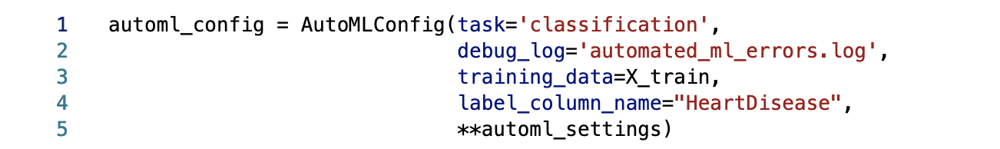 1 automl_config = AutoMLConfig(task='classification',
2 debug_log='automated_ml_errors.log',
3 training_data=X_train,
4 label_column_name="HeartDisease",
5 **automl_settings)